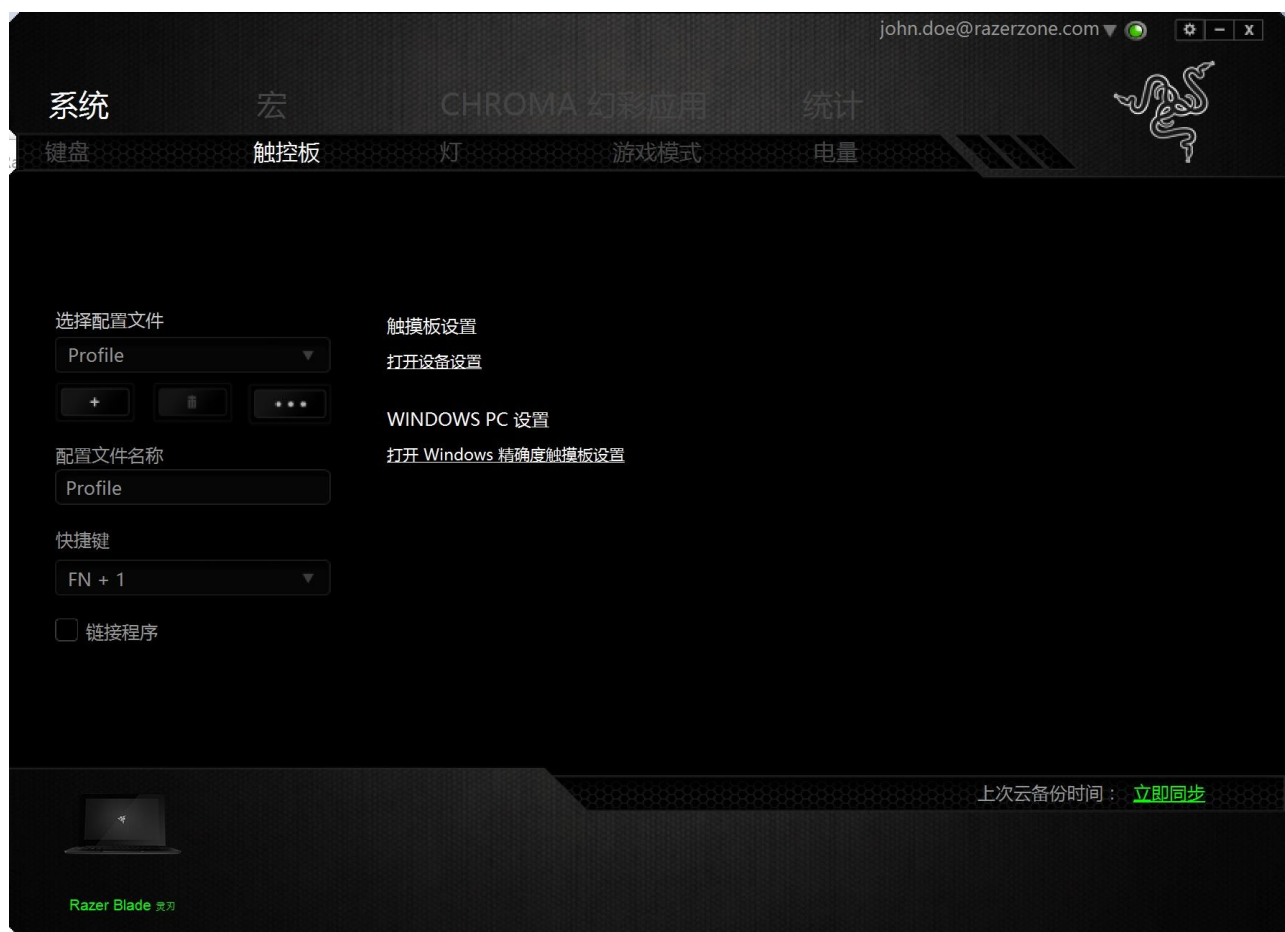 john.doe@razerzone.com
系统 宏 CHROMA 幻彩应用 统计
键盘 触控板 灯 游戏模式 电量
选择配置文件
Profile
配置文件名称
Profile
快捷键
FN + 1
链接程序
触摸板设置
打开设备设置
WINDOWS PC 设置
打开 Windows 精确度触摸板设置
上次云备份时间： 立即同步
Razer Blade 灵刃